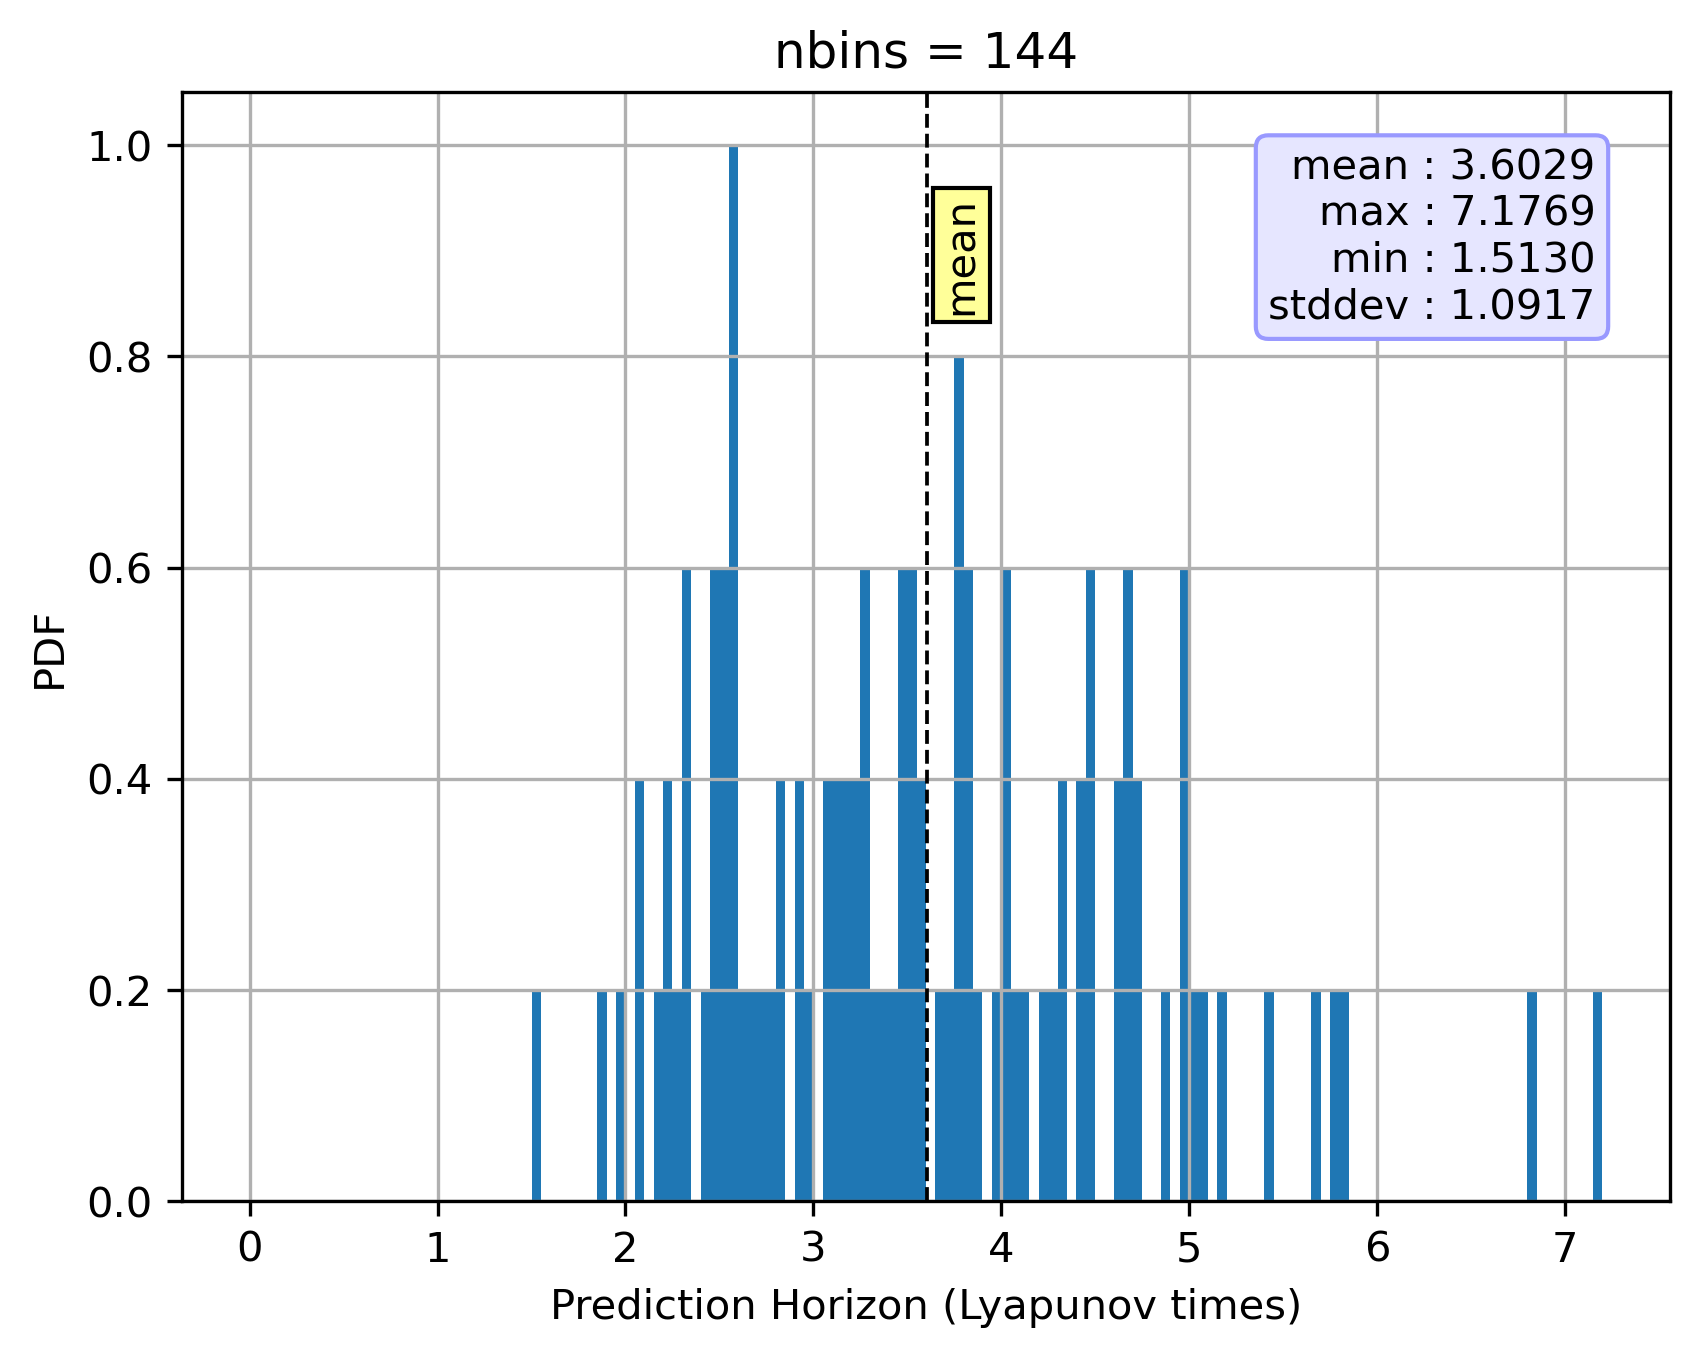 nbins = 144
mean : 3.6029
max : 7.1769
min : 1.5130
stddev : 1.0917
mean
PDF
1.0
0.8
0.6
0.4
0.2
0.0
0 1 2 3 4 5 6 7
Prediction Horizon (Lyapunov times)